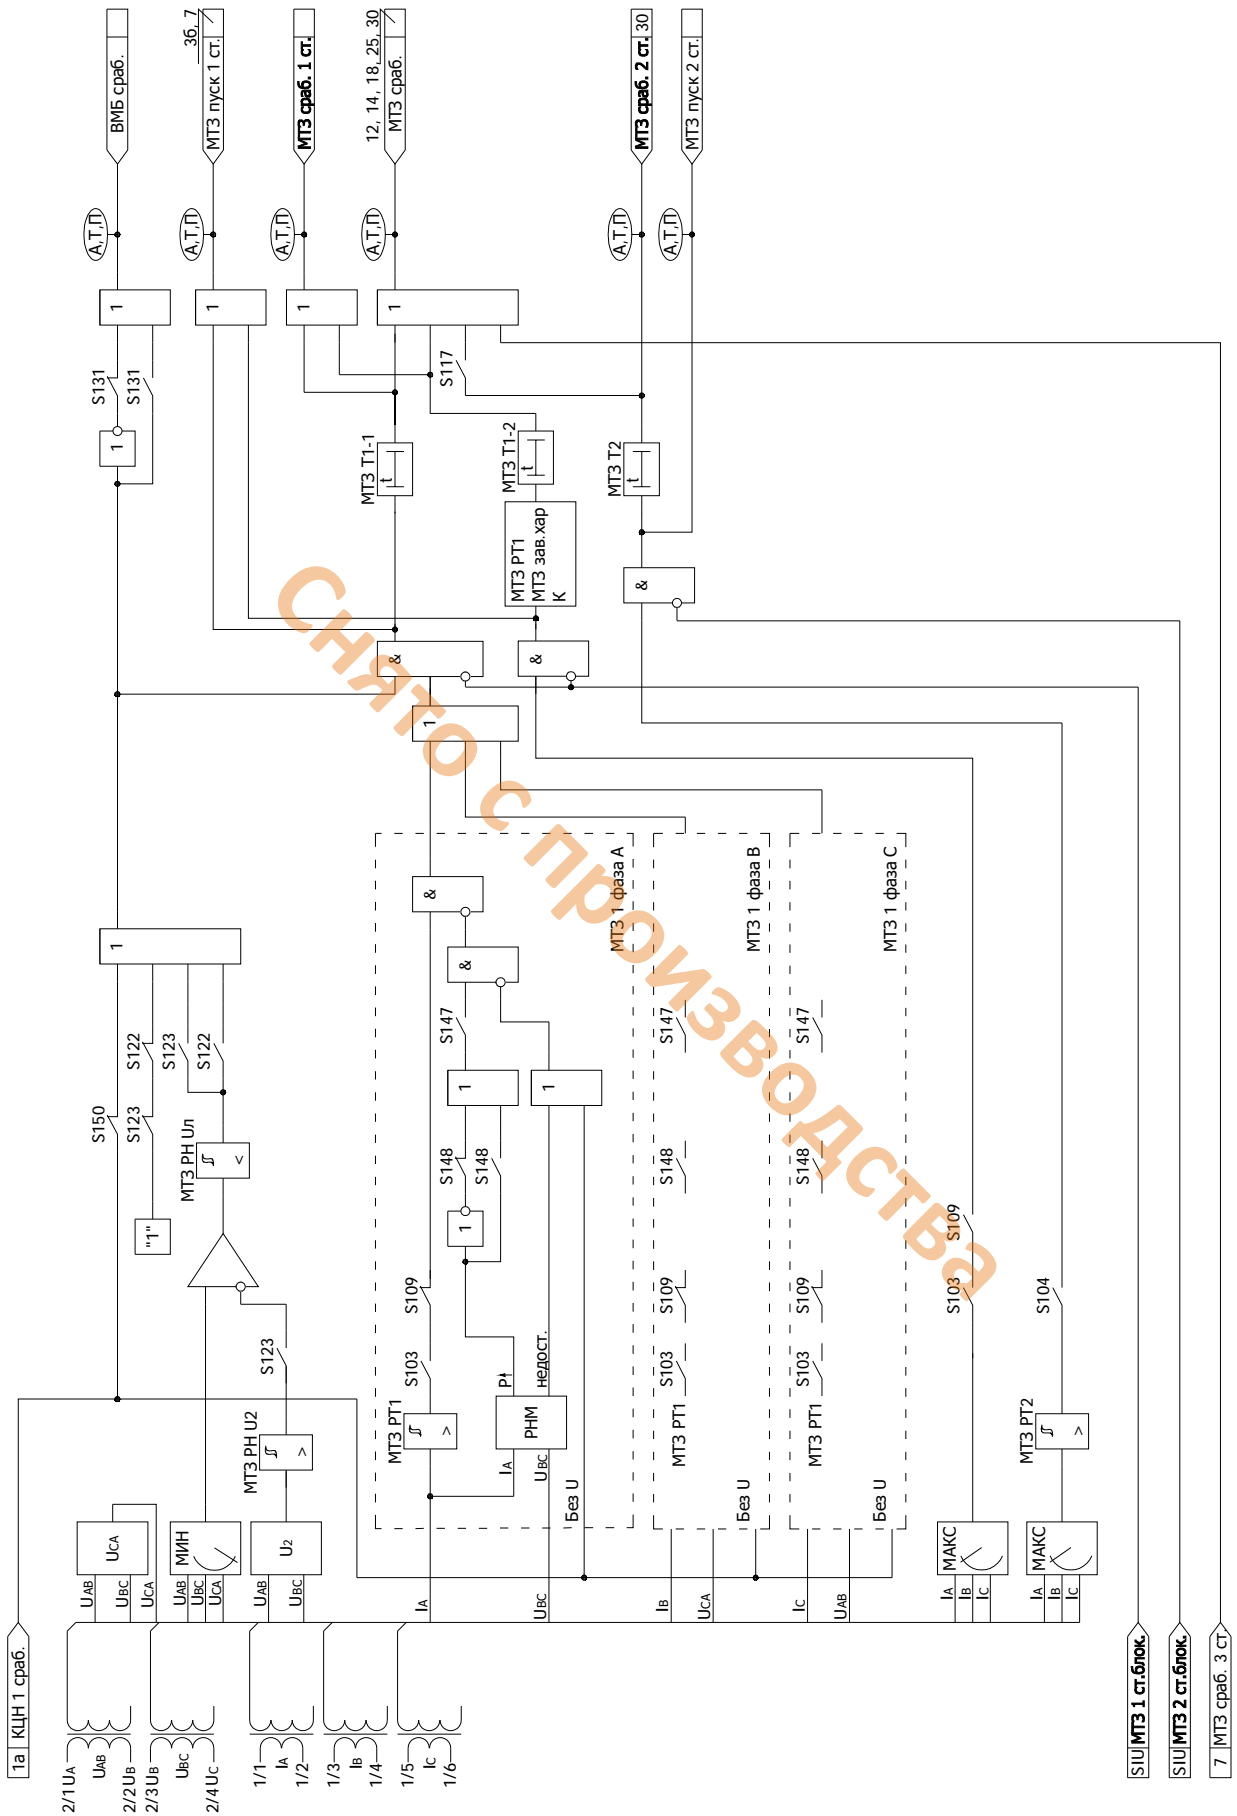 ВМБ сраб.
36, 7
МТЗ пуск 1 ст.
МТЗ сраб. 1 ст.
12, 14, 18, 25, 30
МТЗ сраб.
МТЗ сраб. 2 ст. 30
МТЗ пуск 2 ст.
А,Т,П
А,Т,П
А,Т,П
А,Т,П
А,Т,П
А,Т,П
1
1
1
1
S131
S131
S117
1
МТЗ Т1-1
t
МТЗ Т1-2
t
МТЗ Т2
t
МТЗ РТ1
МТЗ зав.хар
К
&
&
&
1
1
S150
S123
S122
S123
S122
"1"
МТЗ РН Uл
<
S123
МТЗ РН U2
>
&
&
S147
1
1
S148
S148
1
S109
S103
МТЗ РТ1
>
РНМ
P
недост.
IA
UBC
Без U
МТЗ 1 фаза А
S147
S148
S109
S103
МТЗ РТ1
Без U
МТЗ 1 фаза В
S147
S148
S109
S103
МТЗ РТ1
Без U
МТЗ 1 фаза С
S109
S103
S104
МТЗ РТ2
>
UCA
МИН
U2
МАКС
МАКС
UAB
UBC
UCA
UAB
UBC
UCA
UAB
UBC
IA
UBC
IB
UCA
IC
UAB
IA
IB
IC
IA
IB
IC
1а КЦН 1 сраб.
2/1 UA
UAB
2/2 UB
2/3 UB
UBC
2/4 UC
1/1
IA
1/2
1/3
IB
1/4
1/5
IC
1/6
SIU МТЗ 1 ст.блок.
SIU МТЗ 2 ст.блок.
7 МТЗ сраб. 3 ст.
Снято с производства